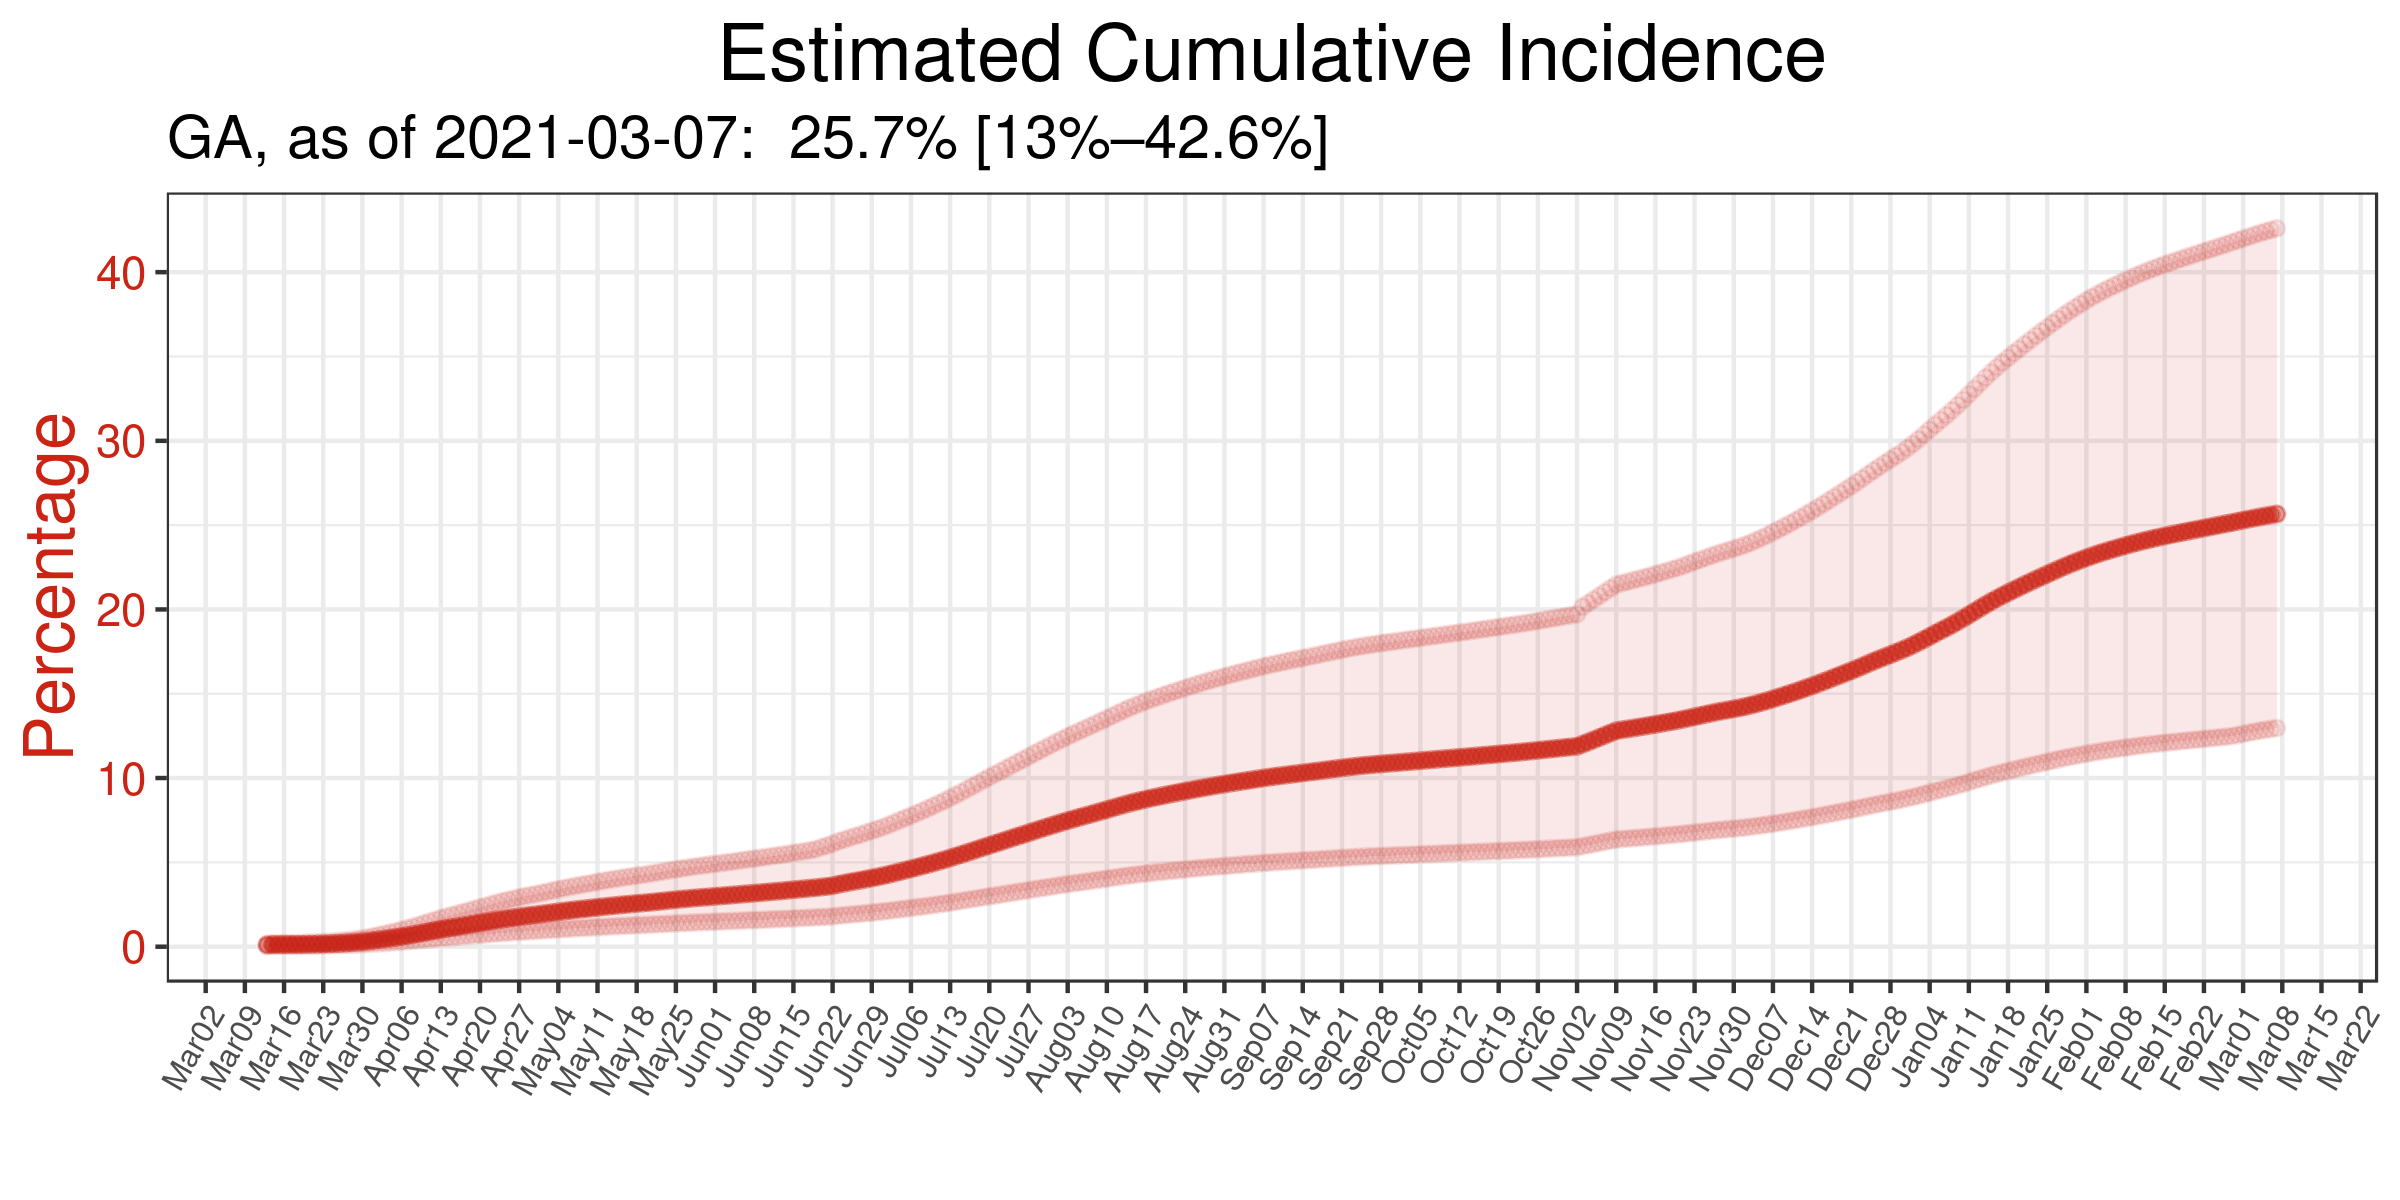 Estimated Cumulative Incidence
GA, as of 2021-03-07:  25.7% [13%–42.6%]
Percentage
40
30
20
10
0
Mar02
Mar09
Mar16
Mar23
Mar30
Apr06
Apr13
Apr20
Apr27
May04
May11
May18
May25
Jun01
Jun08
Jun15
Jun22
Jun29
Jul06
Jul13
Jul20
Jul27
Aug03
Aug10
Aug17
Aug24
Aug31
Sep07
Sep14
Sep21
Sep28
Oct05
Oct12
Oct19
Oct26
Nov02
Nov09
Nov16
Nov23
Nov30
Dec07
Dec14
Dec21
Dec28
Jan04
Jan11
Jan18
Jan25
Feb01
Feb08
Feb15
Feb22
Mar01
Mar08
Mar15
Mar22